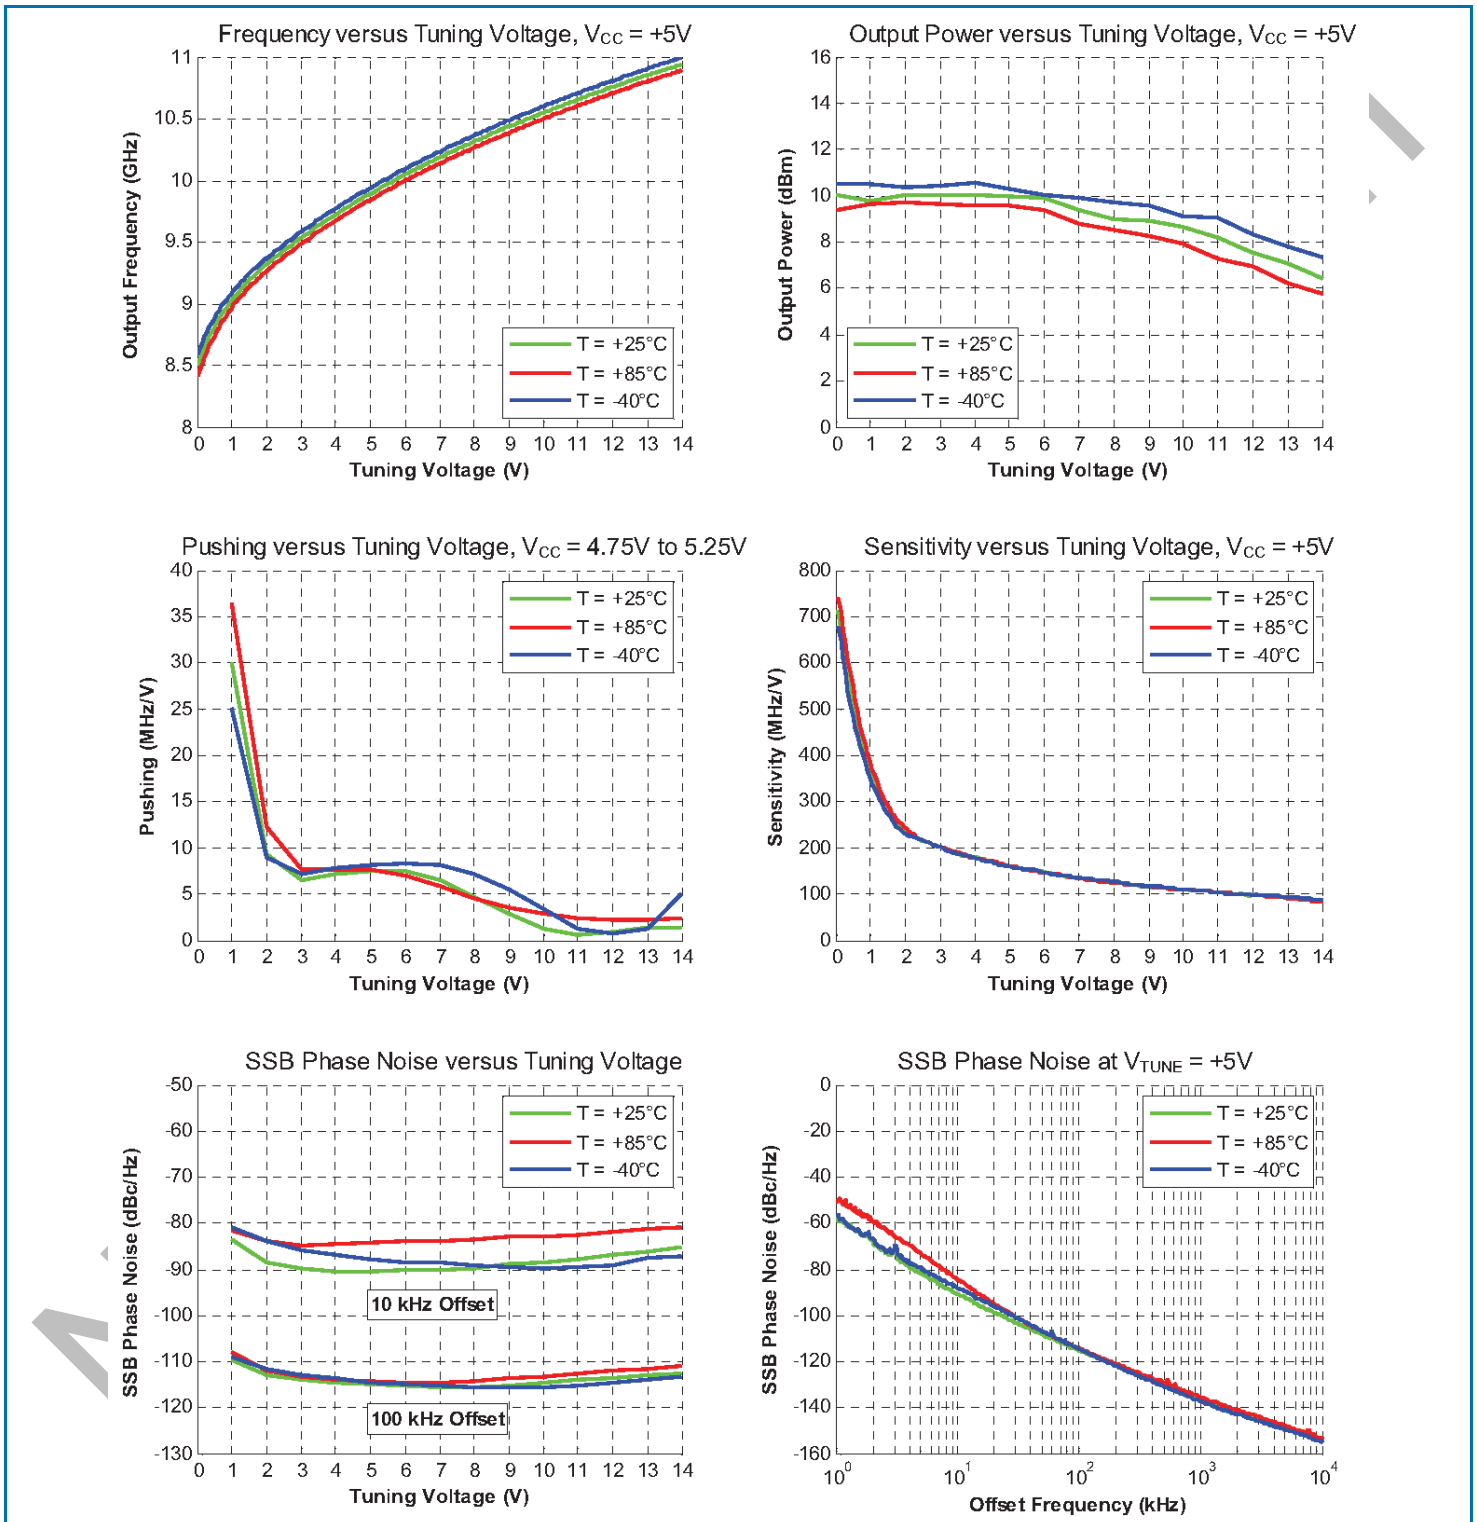 Frequency versus Tuning Voltage, VCC = +5V
Output Frequency (GHz)
11
10.5
10
9.5
9
8.5
8
T = +25°C
T = +85°C
T = -40°C
0 1 2 3 4 5 6 7 8 9 10 11 12 13 14
Tuning Voltage (V)
Output Power versus Tuning Voltage, VCC = +5V
Output Power (dBm)
16
14
12
10
8
6
4
2
0
T = +25°C
T = +85°C
T = -40°C
0 1 2 3 4 5 6 7 8 9 10 11 12 13 14
Tuning Voltage (V)
Pushing versus Tuning Voltage, VCC = 4.75V to 5.25V
Pushing (MHz/V)
40
35
30
25
20
15
10
5
0
T = +25°C
T = +85°C
T = -40°C
0 1 2 3 4 5 6 7 8 9 10 11 12 13 14
Tuning Voltage (V)
Sensitivity versus Tuning Voltage, VCC = +5V
Sensitivity (MHz/V)
800
700
600
500
400
300
200
100
0
T = +25°C
T = +85°C
T = -40°C
0 1 2 3 4 5 6 7 8 9 10 11 12 13 14
Tuning Voltage (V)
SSB Phase Noise versus Tuning Voltage
SSB Phase Noise (dBc/Hz)
-50
-60
-70
-80
-90
-100
-110
-120
-130
T = +25°C
T = +85°C
T = -40°C
10 kHz Offset
100 kHz Offset
0 1 2 3 4 5 6 7 8 9 10 11 12 13 14
Tuning Voltage (V)
SSB Phase Noise at VTUNE = +5V
SSB Phase Noise (dBc/Hz)
0
-20
-40
-60
-80
-100
-120
-140
-160
T = +25°C
T = +85°C
T = -40°C
10^0 10^1 10^2 10^3 10^4
Offset Frequency (kHz)